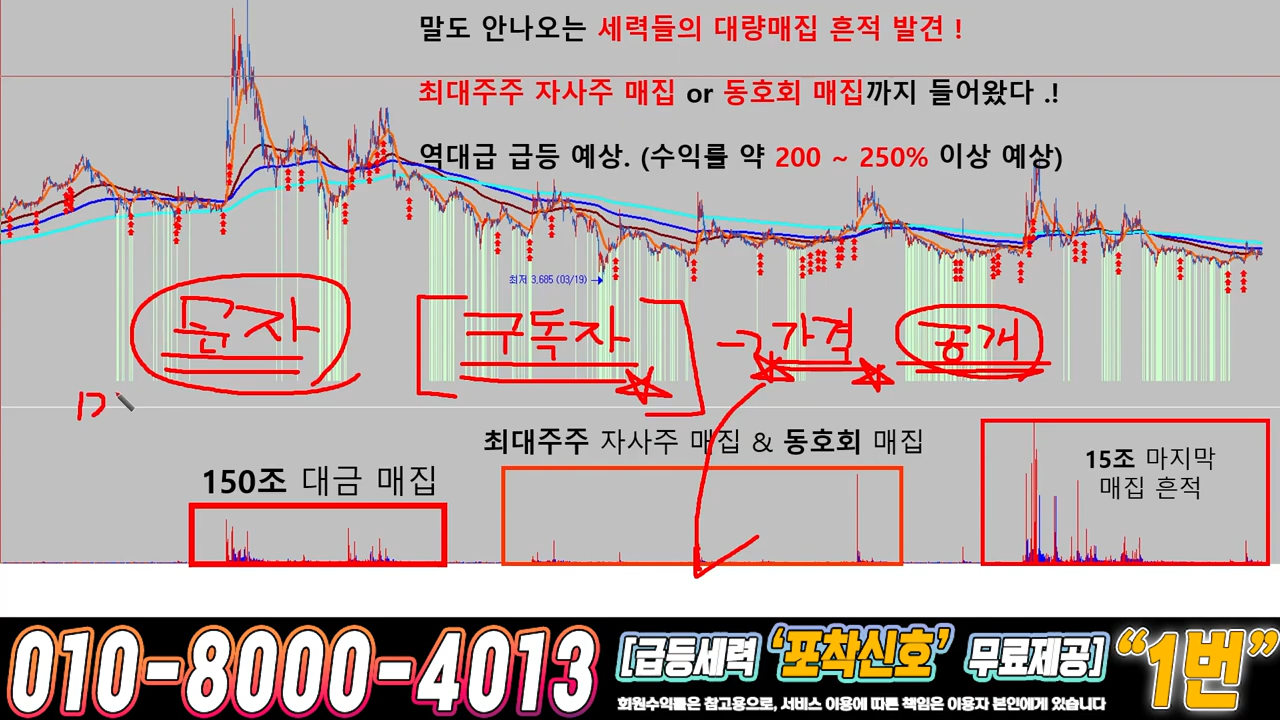 말도 안나오는 세력들의 대량매집 흔적 발견 !
최대주주 자사주 매집 or 동호회 매집까지 들어왔다 .!
역대급 급등 예상. (수익률 약 200 ~ 250% 이상 예상)
최저 3,685 (03/19)
문자
구독자
가격
공개
150조 대금 매집
최대주주 자사주 매집 & 동호회 매집
15조 마지막
매집 흔적
010-8000-4013
[급등세력 '포착신호' 무료제공] "1번"
회원수익률은 참고용으로, 서비스 이용에 따른 책임은 이용자 본인에게 있습니다